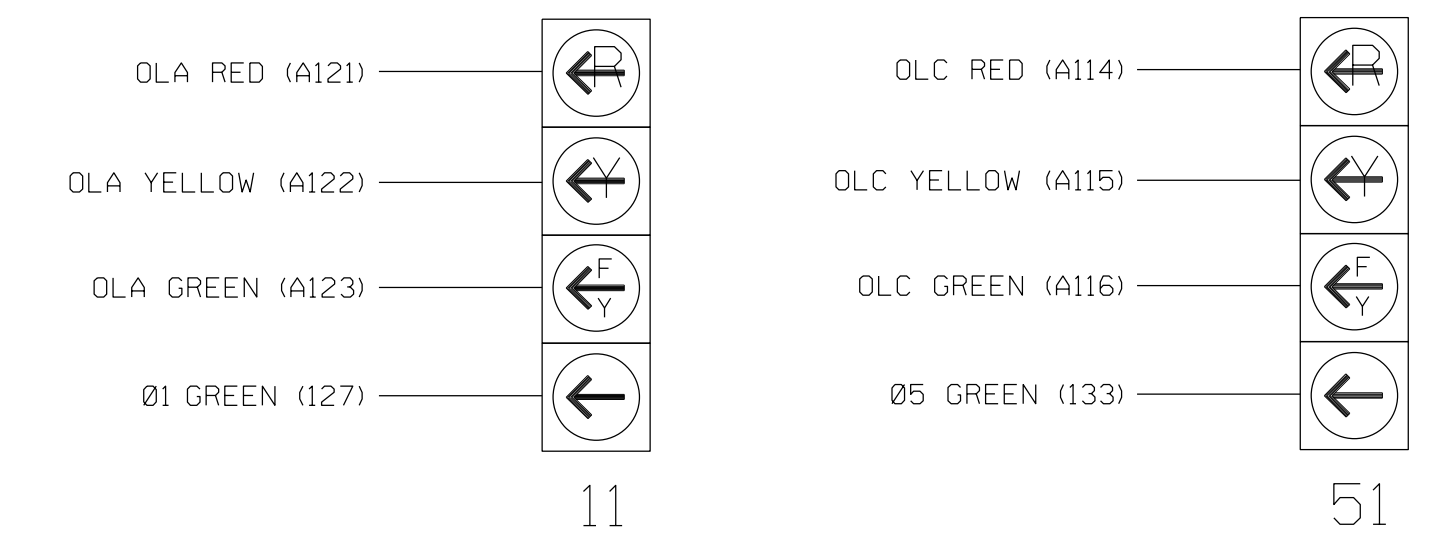 OLA RED (A121)
R
OLA YELLOW (A122)
Y
OLA GREEN (A123)
F
Y
Ø1 GREEN (127)
11
OLC RED (A114)
R
OLC YELLOW (A115)
Y
OLC GREEN (A116)
F
Y
Ø5 GREEN (133)
51